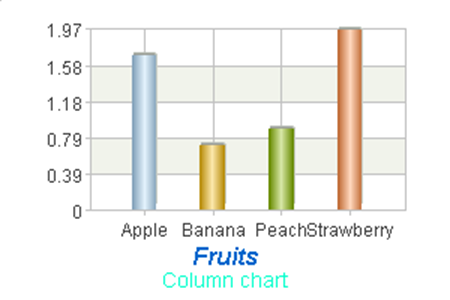 1.97
1.58
1.18
0.79
0.39
0
Apple Banana Peach Strawberry
Fruits
Column chart